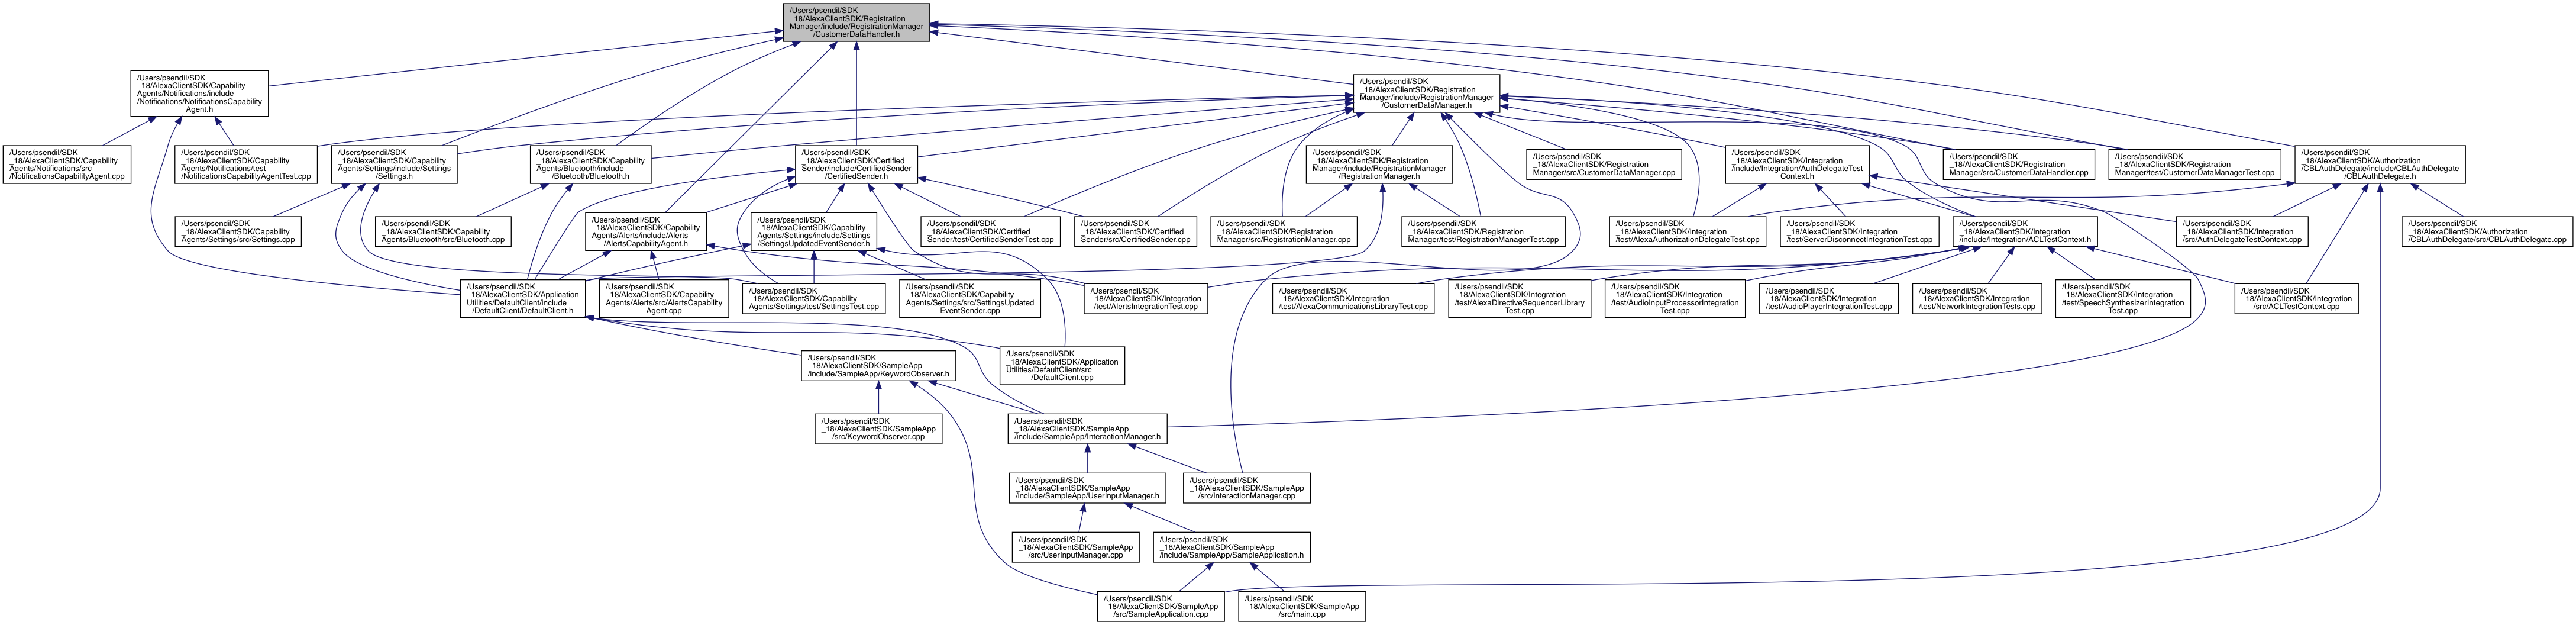 /Users/psendil/SDK
_18/AlexaClientSDK/Registration
Manager/include/RegistrationManager
/CustomerDataHandler.h
/Users/psendil/SDK
_18/AlexaClientSDK/Capability
Agents/Notifications/include
/Notifications/NotificationsCapability
Agent.h
/Users/psendil/SDK
_18/AlexaClientSDK/Registration
Manager/include/RegistrationManager
/CustomerDataManager.h
/Users/psendil/SDK
_18/AlexaClientSDK/Capability
Agents/Notifications/src
/NotificationsCapabilityAgent.cpp
/Users/psendil/SDK
_18/AlexaClientSDK/Capability
Agents/Notifications/test
/NotificationsCapabilityAgentTest.cpp
/Users/psendil/SDK
_18/AlexaClientSDK/Capability
Agents/Settings/include/Settings
/Settings.h
/Users/psendil/SDK
_18/AlexaClientSDK/Capability
Agents/Bluetooth/include
/Bluetooth/Bluetooth.h
/Users/psendil/SDK
_18/AlexaClientSDK/Certified
Sender/include/CertifiedSender
/CertifiedSender.h
/Users/psendil/SDK
_18/AlexaClientSDK/Registration
Manager/include/RegistrationManager
/RegistrationManager.h
/Users/psendil/SDK
_18/AlexaClientSDK/Registration
Manager/src/CustomerDataManager.cpp
/Users/psendil/SDK
_18/AlexaClientSDK/Integration
/include/Integration/AuthDelegateTest
Context.h
/Users/psendil/SDK
_18/AlexaClientSDK/Registration
Manager/src/CustomerDataHandler.cpp
/Users/psendil/SDK
_18/AlexaClientSDK/Registration
Manager/test/CustomerDataManagerTest.cpp
/Users/psendil/SDK
_18/AlexaClientSDK/Authorization
/CBLAuthDelegate/include/CBLAuthDelegate
/CBLAuthDelegate.h
/Users/psendil/SDK
_18/AlexaClientSDK/Capability
Agents/Settings/src/Settings.cpp
/Users/psendil/SDK
_18/AlexaClientSDK/Capability
Agents/Bluetooth/src/Bluetooth.cpp
/Users/psendil/SDK
_18/AlexaClientSDK/Capability
Agents/Alerts/include/Alerts
/AlertsCapabilityAgent.h
/Users/psendil/SDK
_18/AlexaClientSDK/Capability
Agents/Settings/include/Settings
/SettingsUpdatedEventSender.h
/Users/psendil/SDK
_18/AlexaClientSDK/Certified
Sender/test/CertifiedSenderTest.cpp
/Users/psendil/SDK
_18/AlexaClientSDK/Certified
Sender/src/CertifiedSender.cpp
/Users/psendil/SDK
_18/AlexaClientSDK/Registration
Manager/src/RegistrationManager.cpp
/Users/psendil/SDK
_18/AlexaClientSDK/Registration
Manager/test/RegistrationManagerTest.cpp
/Users/psendil/SDK
_18/AlexaClientSDK/Integration
/test/AlexaAuthorizationDelegateTest.cpp
/Users/psendil/SDK
_18/AlexaClientSDK/Integration
/test/ServerDisconnectIntegrationTest.cpp
/Users/psendil/SDK
_18/AlexaClientSDK/Integration
/include/Integration/ACLTestContext.h
/Users/psendil/SDK
_18/AlexaClientSDK/Integration
/src/AuthDelegateTestContext.cpp
/Users/psendil/SDK
_18/AlexaClientSDK/Authorization
/CBLAuthDelegate/src/CBLAuthDelegate.cpp
/Users/psendil/SDK
_18/AlexaClientSDK/Application
Utilities/DefaultClient/include
/DefaultClient/DefaultClient.h
/Users/psendil/SDK
_18/AlexaClientSDK/Capability
Agents/Alerts/src/AlertsCapability
Agent.cpp
/Users/psendil/SDK
_18/AlexaClientSDK/Capability
Agents/Settings/test/SettingsTest.cpp
/Users/psendil/SDK
_18/AlexaClientSDK/Capability
Agents/Settings/src/SettingsUpdated
EventSender.cpp
/Users/psendil/SDK
_18/AlexaClientSDK/Integration
/test/AlertsIntegrationTest.cpp
/Users/psendil/SDK
_18/AlexaClientSDK/Integration
/test/AlexaCommunicationsLibraryTest.cpp
/Users/psendil/SDK
_18/AlexaClientSDK/Integration
/test/AlexaDirectiveSequencerLibrary
Test.cpp
/Users/psendil/SDK
_18/AlexaClientSDK/Integration
/test/AudioInputProcessorIntegration
Test.cpp
/Users/psendil/SDK
_18/AlexaClientSDK/Integration
/test/AudioPlayerIntegrationTest.cpp
/Users/psendil/SDK
_18/AlexaClientSDK/Integration
/test/NetworkIntegrationTests.cpp
/Users/psendil/SDK
_18/AlexaClientSDK/Integration
/test/SpeechSynthesizerIntegration
Test.cpp
/Users/psendil/SDK
_18/AlexaClientSDK/Integration
/src/ACLTestContext.cpp
/Users/psendil/SDK
_18/AlexaClientSDK/SampleApp
/include/SampleApp/KeywordObserver.h
/Users/psendil/SDK
_18/AlexaClientSDK/Application
Utilities/DefaultClient/src
/DefaultClient.cpp
/Users/psendil/SDK
_18/AlexaClientSDK/SampleApp
/src/KeywordObserver.cpp
/Users/psendil/SDK
_18/AlexaClientSDK/SampleApp
/include/SampleApp/InteractionManager.h
/Users/psendil/SDK
_18/AlexaClientSDK/SampleApp
/include/SampleApp/UserInputManager.h
/Users/psendil/SDK
_18/AlexaClientSDK/SampleApp
/src/InteractionManager.cpp
/Users/psendil/SDK
_18/AlexaClientSDK/SampleApp
/src/UserInputManager.cpp
/Users/psendil/SDK
_18/AlexaClientSDK/SampleApp
/include/SampleApp/SampleApplication.h
/Users/psendil/SDK
_18/AlexaClientSDK/SampleApp
/src/SampleApplication.cpp
/Users/psendil/SDK
_18/AlexaClientSDK/SampleApp
/src/main.cpp